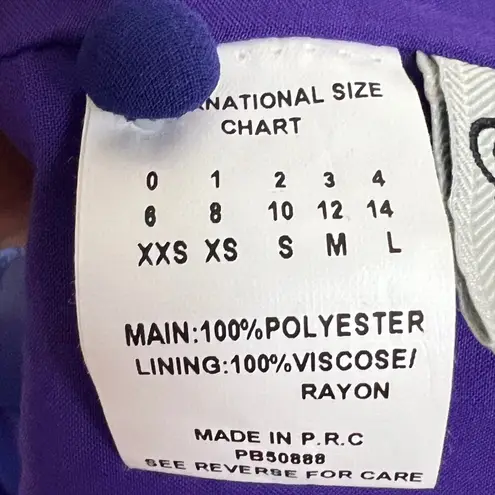 SIZE
CHART
0 1 2 3 4
6 8 10 12 14
XXS XS S M L
MAIN:100%POLYESTER
LINING:100%VISCOSE/
RAYON
MADE IN P.R.C
PB50888
SEE REVERSE FOR CARE